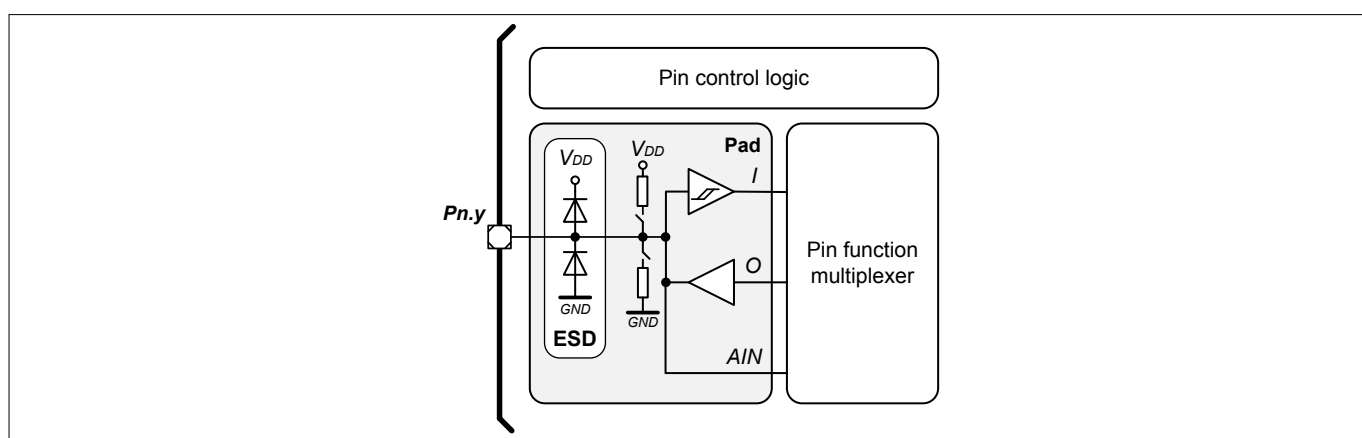 Pin control logic
Pad
VDD
VDD
I
Pn.y
Pin function
multiplexer
O
GND
GND
ESD
AIN